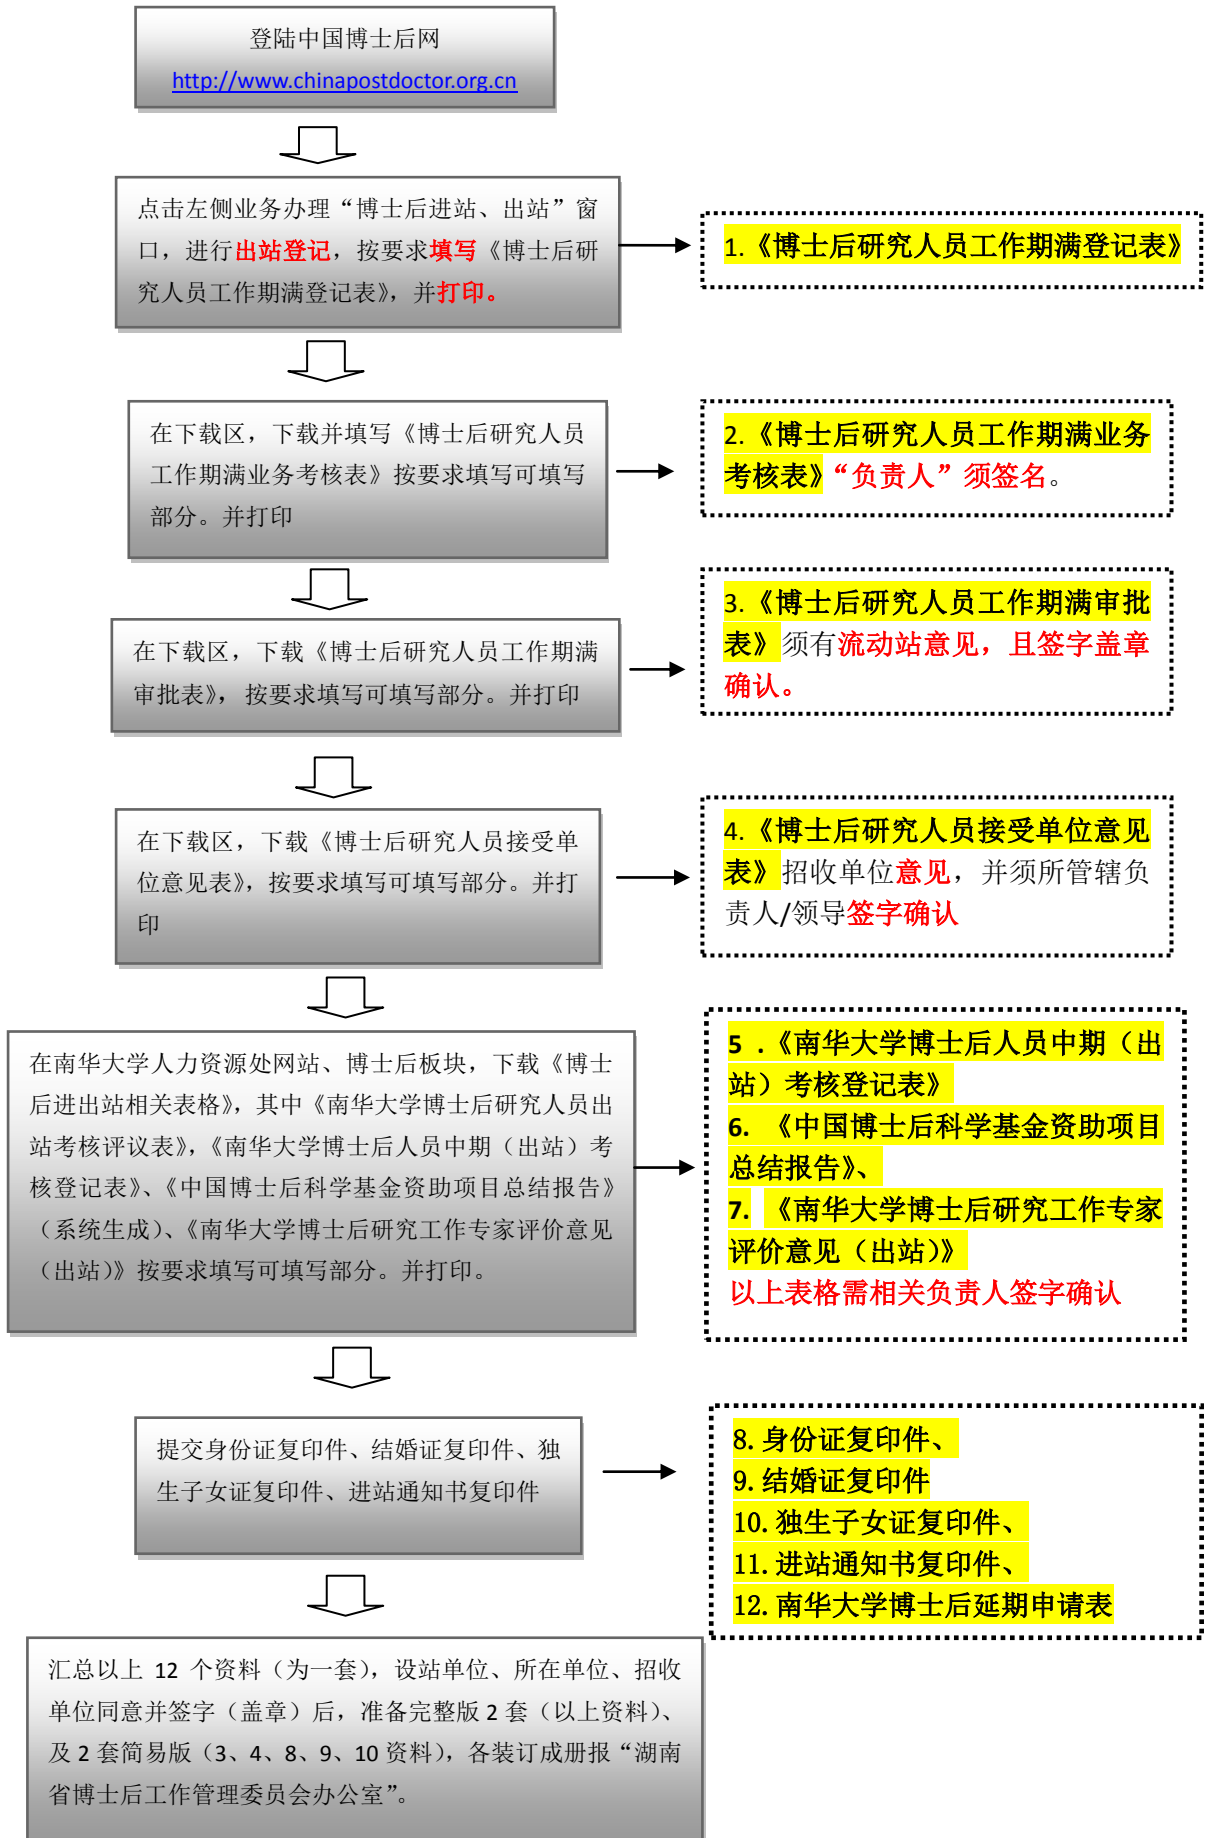 登陆中国博士后网
http://www.chinapostdoctor.org.cn
点击左侧业务办理“博士后进站、出站”窗
口，进行出站登记，按要求填写《博士后研
究人员工作期满登记表》，并打印。
1.《博士后研究人员工作期满登记表》
在下载区，下载并填写《博士后研究人员
工作期满业务考核表》按要求填写可填写
部分。并打印
2.《博士后研究人员工作期满业务
考核表》“负责人”须签名。
在下载区，下载《博士后研究人员工作期满
审批表》，按要求填写可填写部分。并打印
3.《博士后研究人员工作期满审批
表》须有流动站意见，且签字盖章
确认。
在下载区，下载《博士后研究人员接受单
位意见表》，按要求填写可填写部分。并打
印
4.《博士后研究人员接受单位意见
表》招收单位意见，并须所管辖负
责人/领导签字确认
在南华大学人力资源处网站、博士后板块，下载《博士
后进出站相关表格》，其中《南华大学博士后研究人员出
站考核评议表》，《南华大学博士后人员中期（出站）考
核登记表》、《中国博士后科学基金资助项目总结报告》
（系统生成）、《南华大学博士后研究工作专家评价意见
（出站）》按要求填写可填写部分。并打印。
5 .《南华大学博士后人员中期（出
站）考核登记表》
6. 《中国博士后科学基金资助项目
总结报告》、
7. 《南华大学博士后研究工作专家
评价意见（出站）》
以上表格需相关负责人签字确认
提交身份证复印件、结婚证复印件、独
生子女证复印件、进站通知书复印件
8.身份证复印件、
9.结婚证复印件
10.独生子女证复印件、
11.进站通知书复印件、
12.南华大学博士后延期申请表
汇总以上 12 个资料（为一套），设站单位、所在单位、招收
单位同意并签字（盖章）后，准备完整版 2 套（以上资料）、
及 2 套简易版（3、4、8、9、10 资料），各装订成册报“湖南
省博士后工作管理委员会办公室”。